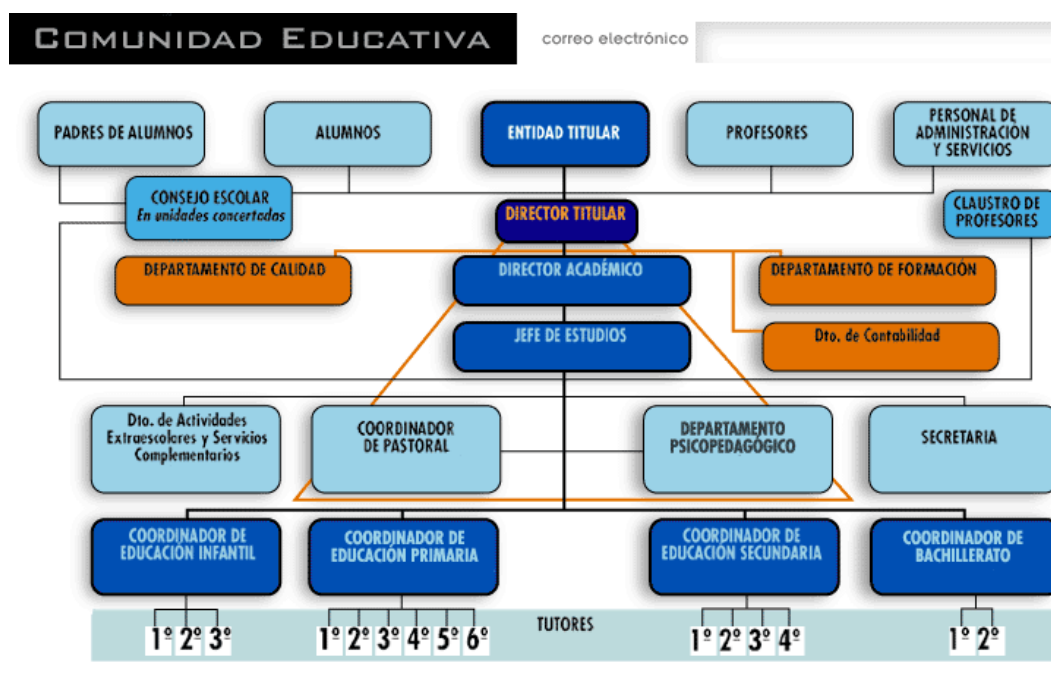 COMUNIDAD EDUCATIVA
correo electrónico
PADRES DE ALUMNOS
ALUMNOS
ENTIDAD TITULAR
PROFESORES
PERSONAL DE
ADMINISTRACIÓN
Y SERVICIOS
CONSEJO ESCOLAR
En unidades concertadas
DIRECTOR TITULAR
CLAUSTRO DE
PROFESORES
DEPARTAMENTO DE CALIDAD
DIRECTOR ACADÉMICO
DEPARTAMENTO DE FORMACIÓN
JEFE DE ESTUDIOS
Dto. de Contabilidad
Dto. de Actividades
Extraescolares y Servicios
Complementarios
COORDINADOR
DE PASTORAL
DEPARTAMENTO
PSICOPEDAGÓGICO
SECRETARIA
COORDINADOR DE
EDUCACIÓN INFANTIL
COORDINADOR DE
EDUCACIÓN PRIMARIA
COORDINADOR DE
EDUCACIÓN SECUNDARIA
COORDINADOR DE
BACHILLERATO
TUTORES
1º 2º 3º
1º 2º 3º 4º 5º 6º
1º 2º 3º 4º
1º 2º